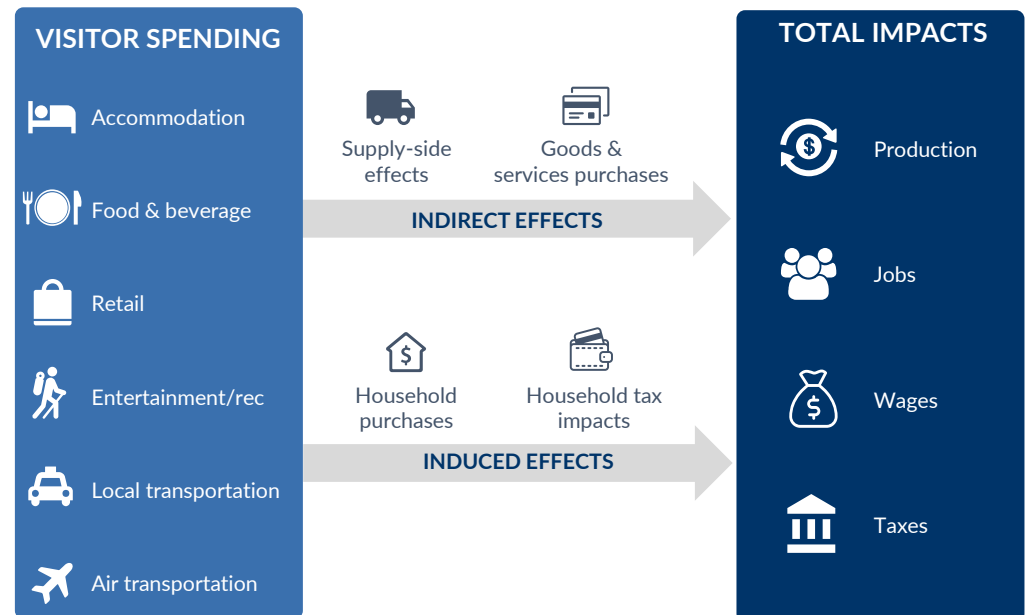 VISITOR SPENDING
Accommodation
Food & beverage
Retail
Entertainment/rec
Local transportation
Air transportation
Supply-side
effects
Goods &
services purchases
INDIRECT EFFECTS
Household
purchases
Household tax
impacts
INDUCED EFFECTS
TOTAL IMPACTS
$ Production
Jobs
$ Wages
Taxes